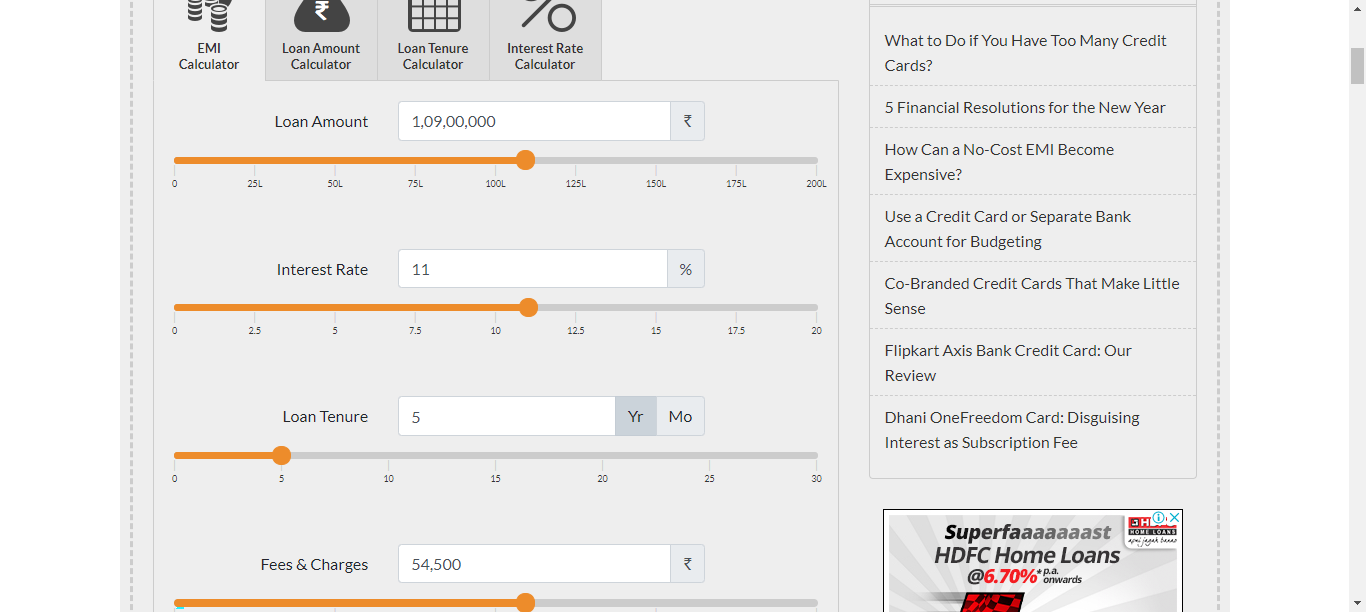 EMI
Calculator
Loan Amount
Calculator
Loan Tenure
Calculator
Interest Rate
Calculator
Loan Amount
1,09,00,000
₹
0
25L
50L
75L
100L
125L
150L
175L
200L
Interest Rate
11
%
0
2.5
5
7.5
10
12.5
15
17.5
20
Loan Tenure
5
Yr
Mo
0
5
10
15
20
25
30
Fees & Charges
54,500
₹
What to Do if You Have Too Many Credit
Cards?
5 Financial Resolutions for the New Year
How Can a No-Cost EMI Become
Expensive?
Use a Credit Card or Separate Bank
Account for Budgeting
Co-Branded Credit Cards That Make Little
Sense
Flipkart Axis Bank Credit Card: Our
Review
Dhani OneFreedom Card: Disguising
Interest as Subscription Fee
Superfaaaaaaaast
HDFC Home Loans
@6.70%* p.a. onwards
HOME LOANS